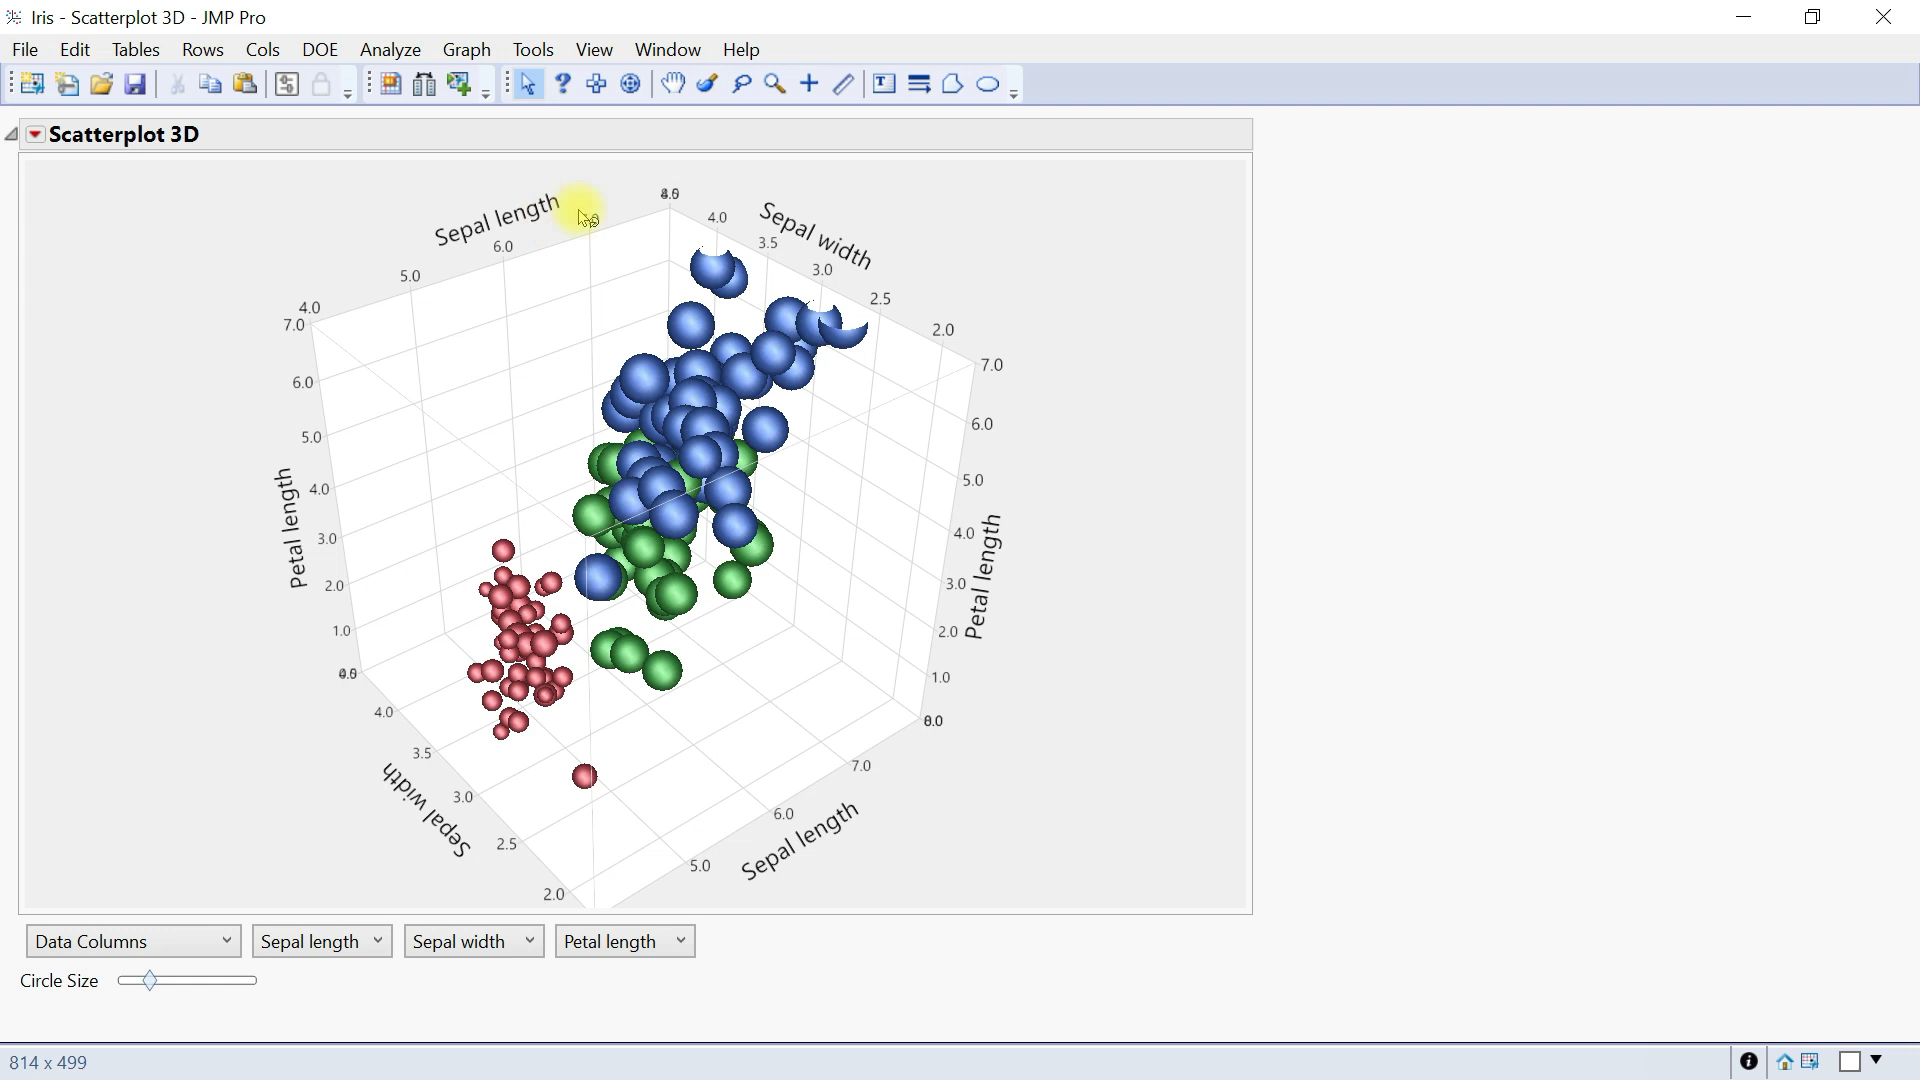 Iris - Scatterplot 3D - JMP Pro
File Edit Tables Rows Cols DOE Analyze Graph Tools View Window Help
Scatterplot 3D
Sepal length
4.0 5.0 6.0
Sepal width
4.0 3.5 3.0 2.5 2.0
Petal length
7.0 6.0 5.0 4.0 3.0 2.0 1.0
Petal length
7.0 6.0 5.0 4.0 3.0 2.0 1.0
Sepal width
4.0 3.5 3.0 2.5 2.0
Sepal length
5.0 6.0 7.0
Data Columns Sepal length Sepal width Petal length
Circle Size
814 x 499